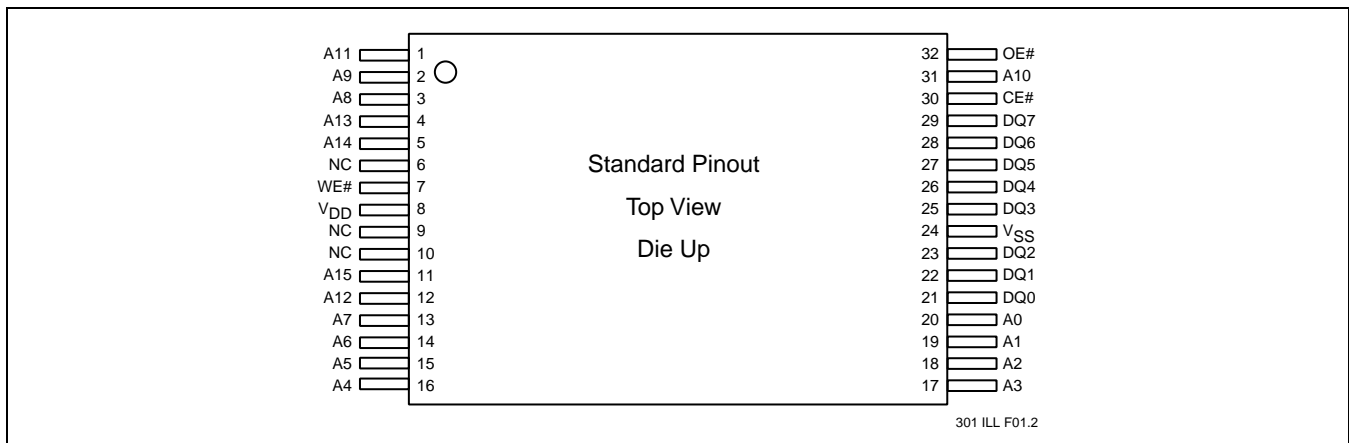 A11 1 32 OE#
A9 2 31 A10
A8 3 30 CE#
A13 4 29 DQ7
A14 5 28 DQ6
NC 6 Standard Pinout 27 DQ5
WE# 7 26 DQ4
VDD 8 Top View 25 DQ3
NC 9 24 VSS
NC 10 Die Up 23 DQ2
A15 11 22 DQ1
A12 12 21 DQ0
A7 13 20 A0
A6 14 19 A1
A5 15 18 A2
A4 16 17 A3
301 ILL F01.2